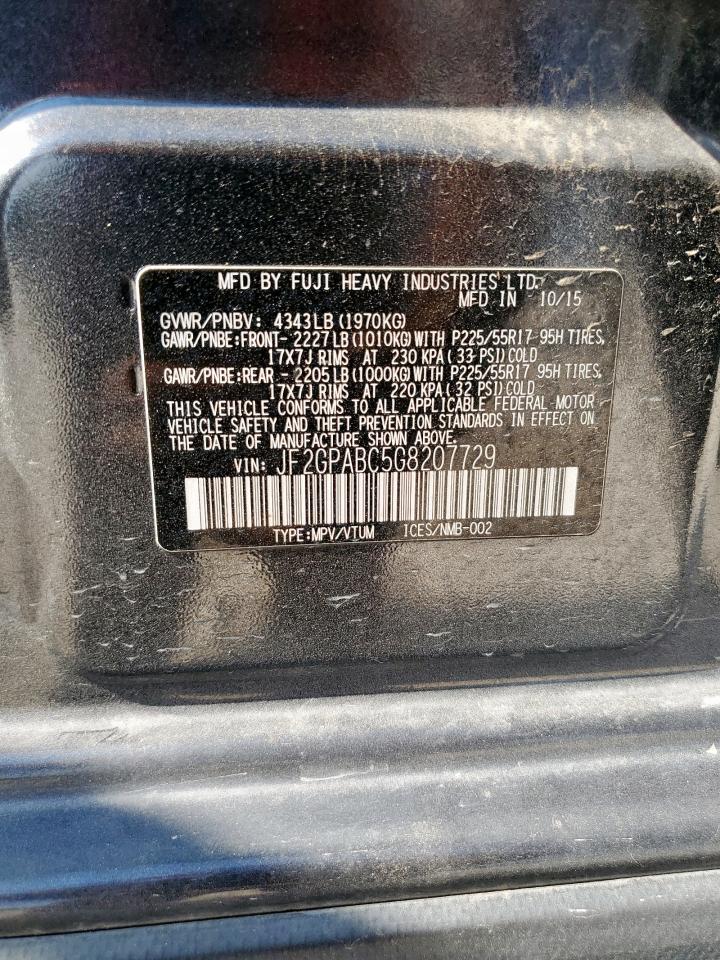 MFD BY FUJI HEAVY INDUSTRIES LTD.
MFD IN 10/15
GVWR/PNBV: 4343LB(1970KG)
GAWR/PNBE:FRONT- 2227LB(1010KG)WITH P225/55R17 95H TIRES,
17X7J RIMS AT 230 KPA(33 PSI)COLD
GAWR/PNBE:REAR - 2205LB(1000KG)WITH P225/55R17 95H TIRES,
17X7J RIMS AT 220 KPA(32 PSI)COLD
THIS VEHICLE CONFORMS TO ALL APPLICABLE FEDERAL MOTOR
VEHICLE SAFETY AND THEFT PREVENTION STANDARDS IN EFFECT ON
THE DATE OF MANUFACTURE SHOWN ABOVE.
VIN: JF2GPABC5G8207729
TYPE:MPV/VTUM ICES/NMB-002